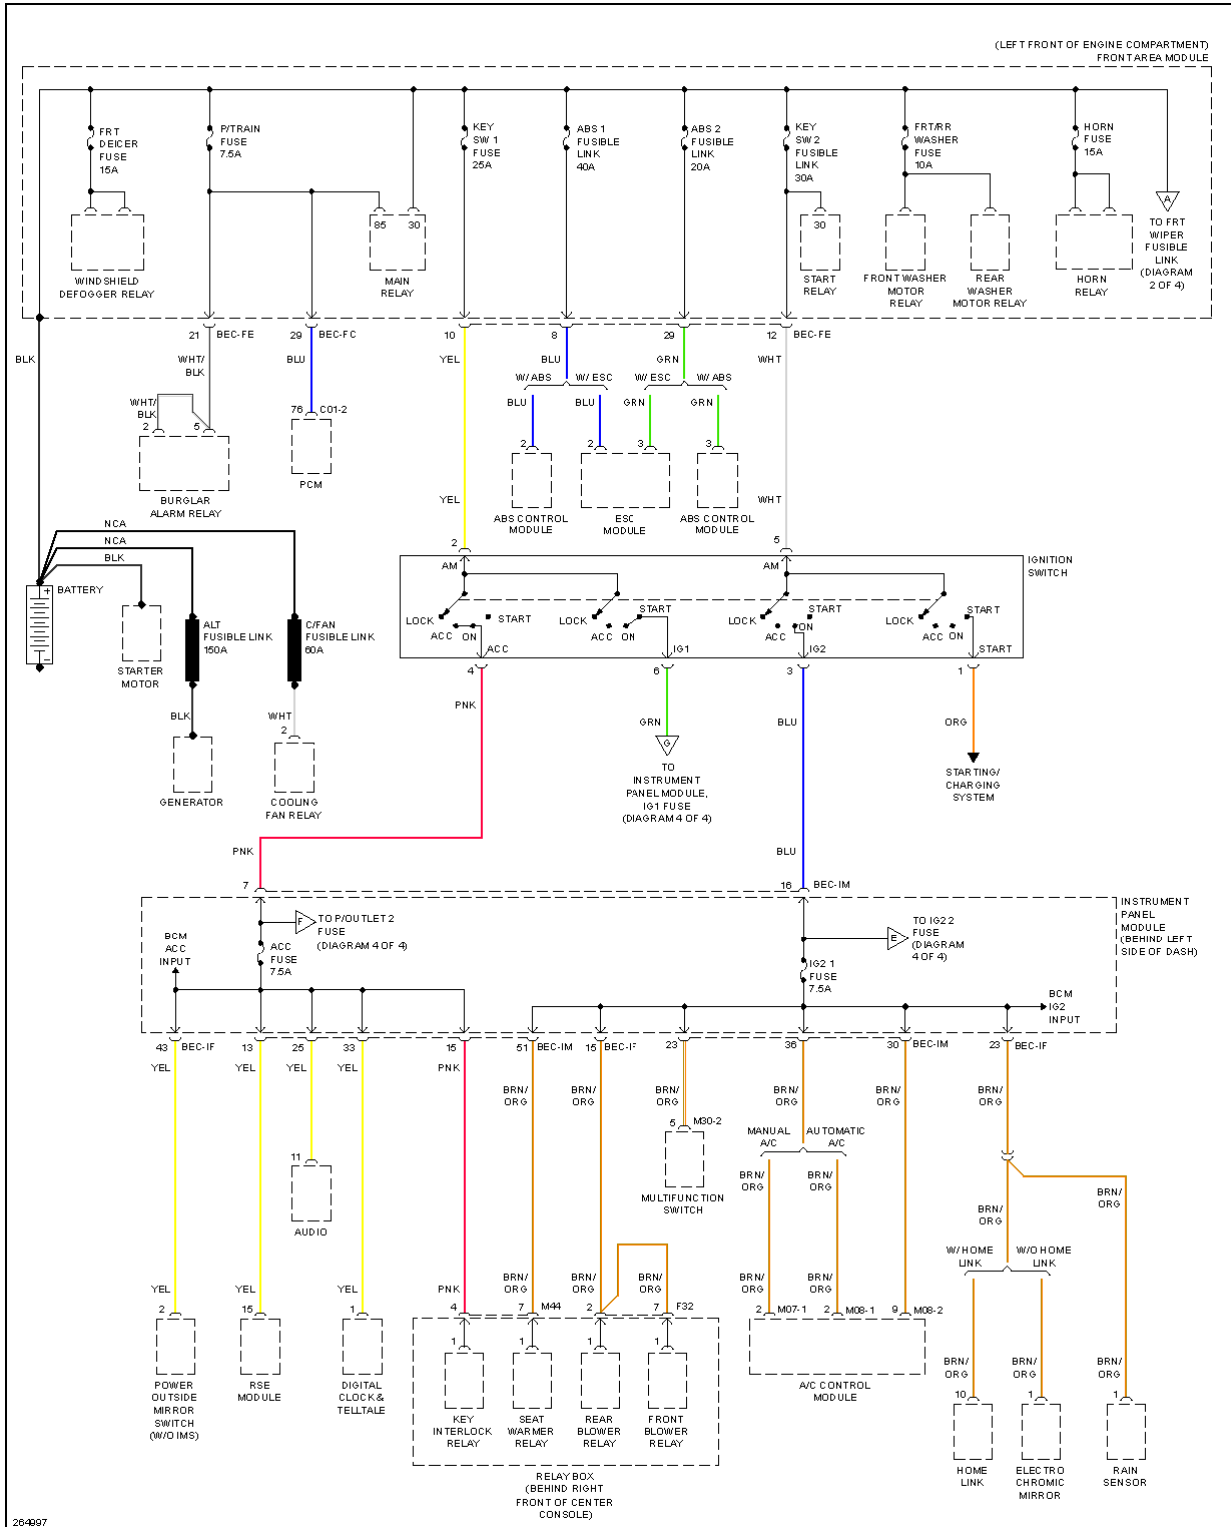 (LEFT FRONT OF ENGINE COMPARTMENT)
FRONT AREA MODULE
FRT
DEICER
FUSE
15A
P/TRAIN
FUSE
7.5A
KEY
SW 1
FUSE
25A
ABS 1
FUSIBLE
LINK
40A
ABS 2
FUSIBLE
LINK
20A
KEY
SW 2
FUSIBLE
LINK
30A
FRT/RR
WASHER
FUSE
10A
HORN
FUSE
15A
A
85 30
30
WINDSHIELD
DEFOGGER RELAY
MAIN
RELAY
START
RELAY
FRONT WASHER
MOTOR
RELAY
REAR
WASHER
MOTOR RELAY
HORN
RELAY
TO FRT
WIPER
FUSIBLE
LINK
(DIAGRAM
2 OF 4)
21 BEC-FE 29 BEC-FC 10 8 29 12 BEC-FE
BLK
WHT/
BLK
BLU
YEL
BLU
GRN
WHT
W/ ABS W/ ESC W/ ESC W/ ABS
WHT/
BLK
BLU BLU GRN GRN
2 5
76 C01-2
2 2 3 3
BURGLAR
ALARM RELAY
PCM
YEL
WHT
ABS CONTROL
MODULE
ESC
MODULE
ABS CONTROL
MODULE
NCA
NCA
BLK
2 5
IGNITION
SWITCH
AM AM
BATTERY
+
-
STARTER
MOTOR
ALT
FUSIBLE LINK
150A
C/FAN
FUSIBLE LINK
60A
LOCK ACC ON START
LOCK ACC ON START
LOCK ACC ON START
LOCK ACC ON START
ACC IG1 IG2 START
4 6 3 1
BLK
WHT
2
GENERATOR
COOLING
FAN RELAY
PNK
GRN
BLU
ORG
G
TO
INSTRUMENT
PANEL MODULE,
IG1 FUSE
(DIAGRAM 4 OF 4)
STARTING/
CHARGING
SYSTEM
PNK
BLU
7 16 BEC-IM
INSTRUMENT
PANEL
MODULE
(BEHIND LEFT
SIDE OF DASH)
BCM
ACC
INPUT
F
TO P/OUTLET 2
FUSE
(DIAGRAM 4 OF 4)
ACC
FUSE
7.5A
E
TO IG2 2
FUSE
(DIAGRAM
4 OF 4)
IG2 1
FUSE
7.5A
BCM
IG2
INPUT
43 BEC-IF 13 25 33 15 51 BEC-IM 15 BEC-IF 23 36 30 BEC-IM 23 BEC-IF
YEL YEL YEL YEL PNK
BRN/
ORG
BRN/
ORG
BRN/
ORG
BRN/
ORG
BRN/
ORG
BRN/
ORG
5 M30-2
MULTIFUNCTION
SWITCH
MANUAL
A/C
AUTOMATIC
A/C
11
AUDIO
BRN/
ORG
BRN/
ORG
BRN/
ORG
BRN/
ORG
W/ HOME
LINK
W/O HOME
LINK
YEL YEL YEL PNK
BRN/
ORG
BRN/
ORG
BRN/
ORG
BRN/
ORG
BRN/
ORG
BRN/
ORG
2 15 1 4 7 M44 2 7 F32 2 M07-1 2 M08-1 9 M08-2
1 1 1 1
POWER
OUTSIDE
MIRROR
SWITCH
(W/O IMS)
RSE
MODULE
DIGITAL
CLOCK &
TELLTALE
KEY
INTERLOCK
RELAY
SEAT
WARMER
RELAY
REAR
BLOWER
RELAY
FRONT
BLOWER
RELAY
A/C CONTROL
MODULE
BRN/
ORG
BRN/
ORG
BRN/
ORG
10 1 1
HOME
LINK
ELECTRO
CHROMIC
MIRROR
RAIN
SENSOR
RELAY BOX
(BEHIND RIGHT
FRONT OF CENTER
CONSOLE)
264997